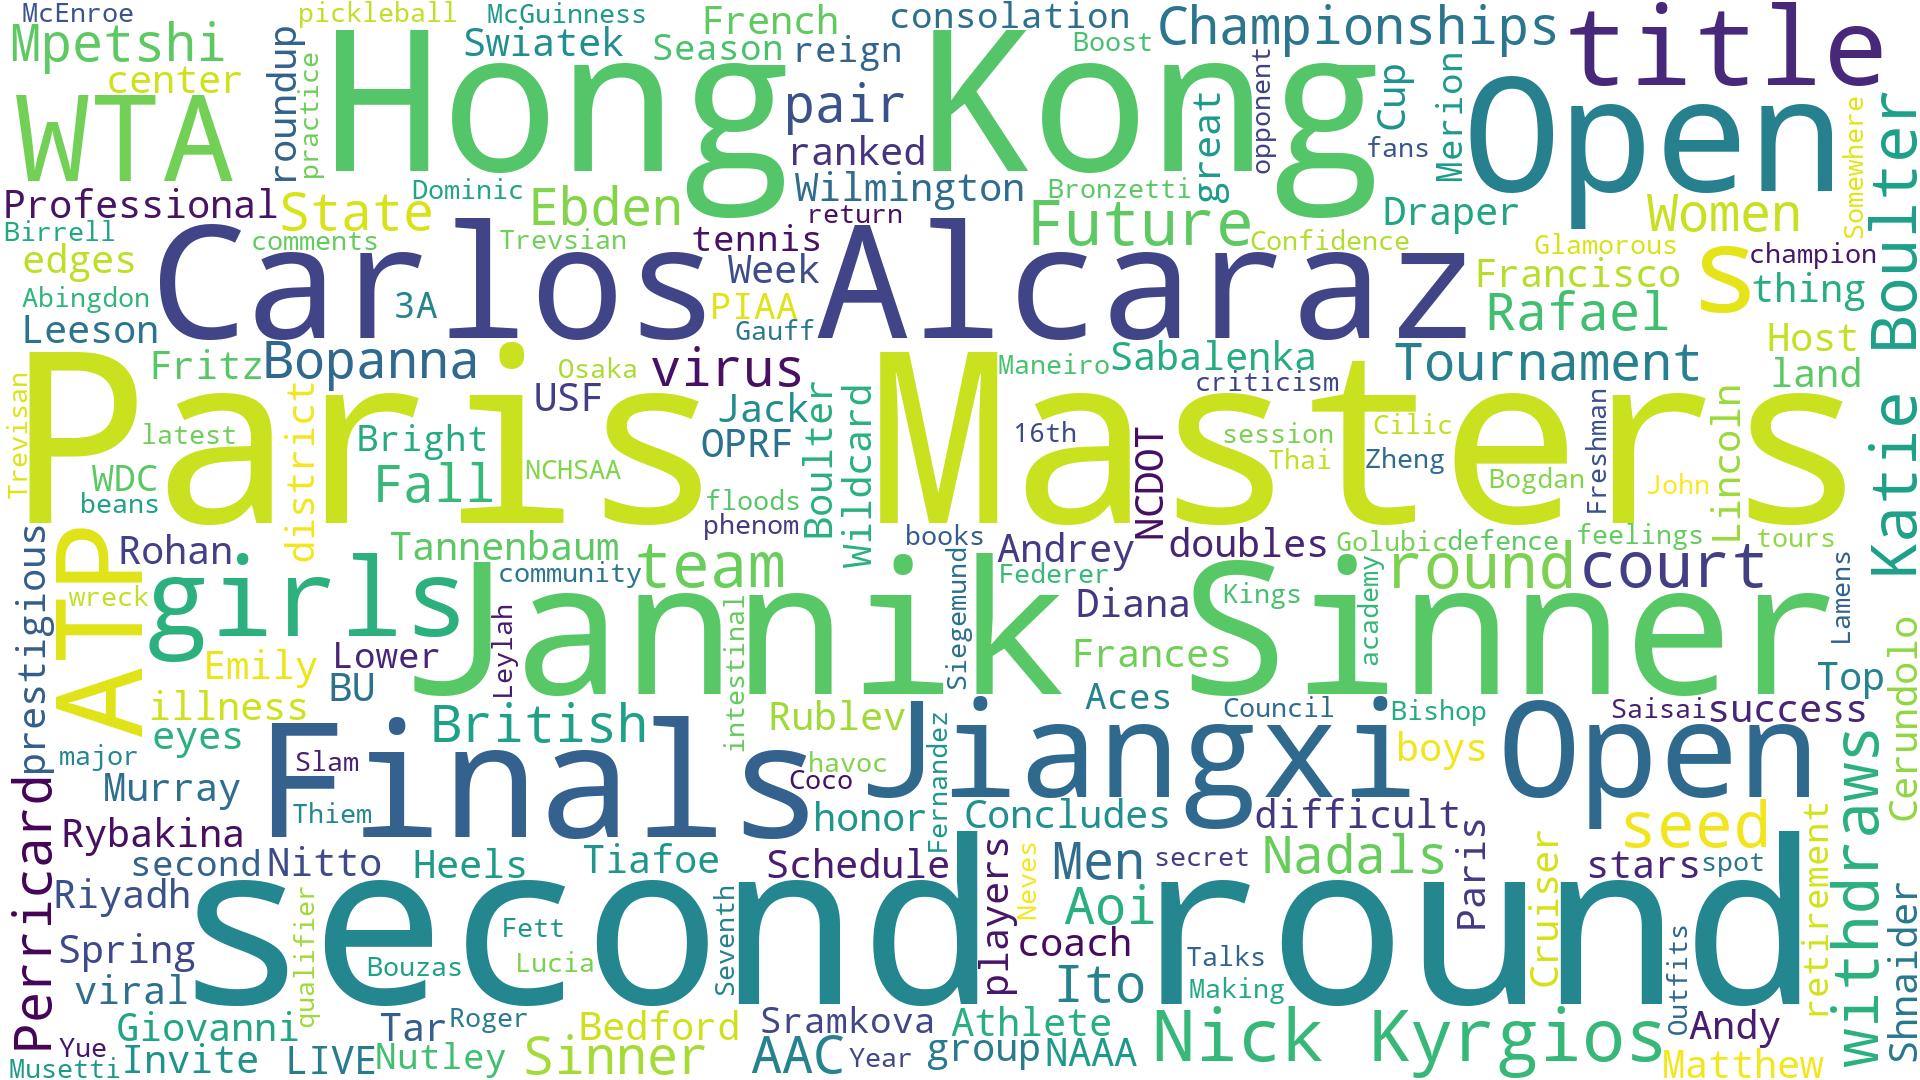 McEnroe
pickleball
McGuinness
French
consolation
Championships
title
Mpetshi
center
roundup
practice
Hong Kong
Swiatek
Season
reign
Boost
WTA
pair
great
opponent
Cup
fans
Merion
Open
Somewhere
ranked
Wilmington
Professional
State
Dominic
Ebden
return
Bronzetti
Future
Draper
Women
Katie Boulter
Birrell
comments
Trevsian
tennis
Confidence
Glamorous
s
champion
edges
Carlos Alcaraz
Week
Francisco
thing
Abingdon
3A
PIAA
Gauff
Rafael
Leeson
Host
Fritz
Bopanna
Osaka
virus
Maneiro
Sabalenka
Tournament
land
Trevisan
Paris Masters
district
USF
Jack
Boulter
Wildcard
criticism
Freshman
Lincoln
latest
Bright
OPRF
16th
NCDOT
session
Cilic
WDC
Fall
NCHSAA
Thai
Zheng
Bogdan
John
beans
floods
phenom
prestigious
ATP
Rohan
Tannenbaum
books
Andrey
doubles
Golubic
defence
feelings
tours
girls
community
team
Siegemund
Federer
round
court
Lamens
wreck
Jannik Sinner
Leylah
intestinal
Diana
Kings
academy
Cerundolo
Emily
Lower
Frances
BU
Top
illness
British
Rublev
Aces
Council
Bishop
Saisai
success
eyes
Finals
Fernandez
Jiangxi Open
boys
withdraws
major
Slam
havoc
Coco
Perricard
Murray
Thiem
honor
Concludes
difficult
seed
retirement
Rybakina
second
Nitto
Heels
Tiafoe
Schedule
players
Neves
Men
secret
Nadals
Paris
Cruiser
stars
spot
Riyadh
second round
qualifier
Seventh
Aoi
Shnaider
Fett
coach
Outfits
Spring
Bouzas
Lucia
Talks
viral
Ito
Making
Giovanni
Tar
Roger
Bedford
Sramkova
Athlete
Nick Kyrgios
Andy
Yue
Musetti
Invite
LIVE
Nutley
Sinner
AAC
Year
group
NAAA
Matthew